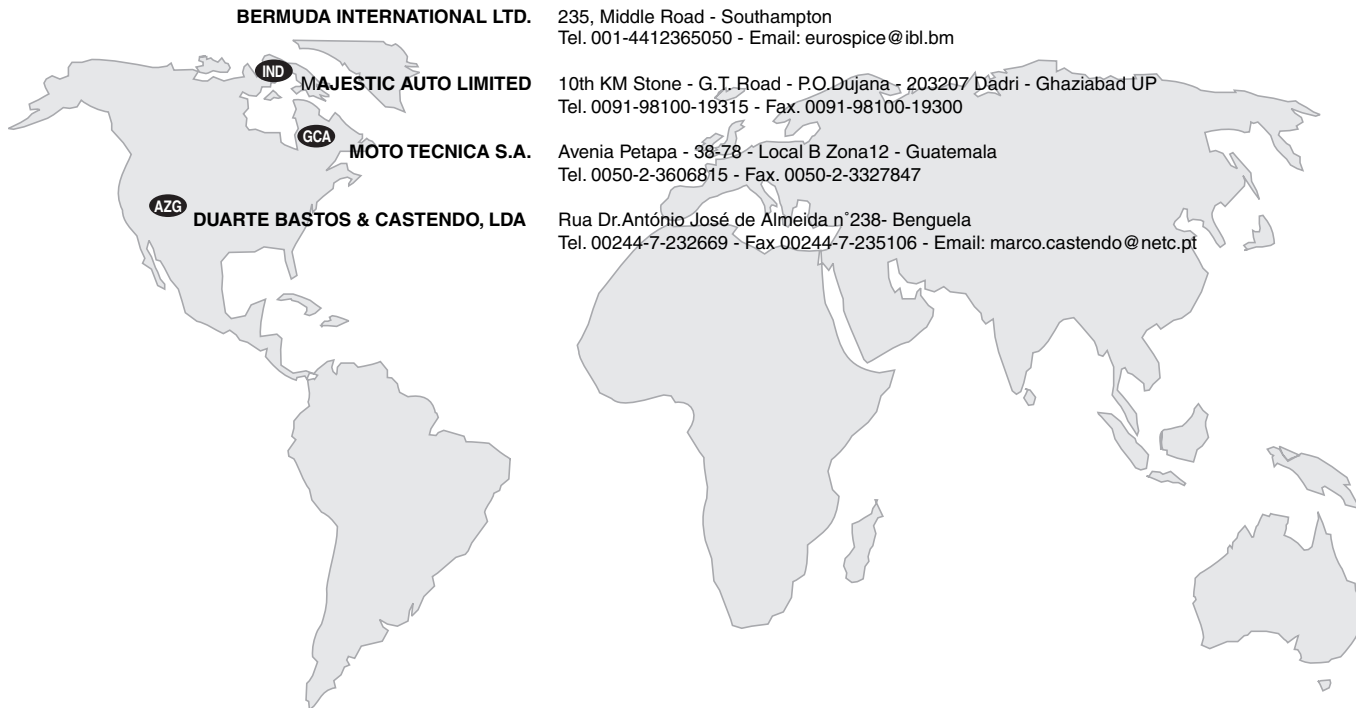 BERMUDA INTERNATIONAL LTD. 235, Middle Road - Southampton
Tel. 001-4412365050 - Email: eurospice@ibl.bm
IND MAJESTIC AUTO LIMITED 10th KM Stone - G.T. Road - P.O.Dujana - 203207 Dadri - Ghaziabad UP
Tel. 0091-98100-19315 - Fax. 0091-98100-19300
GCA MOTO TECNICA S.A. Avenia Petapa - 38-78 - Local B Zona12 - Guatemala
Tel. 0050-2-3606815 - Fax. 0050-2-3327847
AZG DUARTE BASTOS & CASTENDO, LDA Rua Dr.António José de Almeida n°238- Benguela
Tel. 00244-7-232669 - Fax 00244-7-235106 - Email: marco.castendo@netc.pt